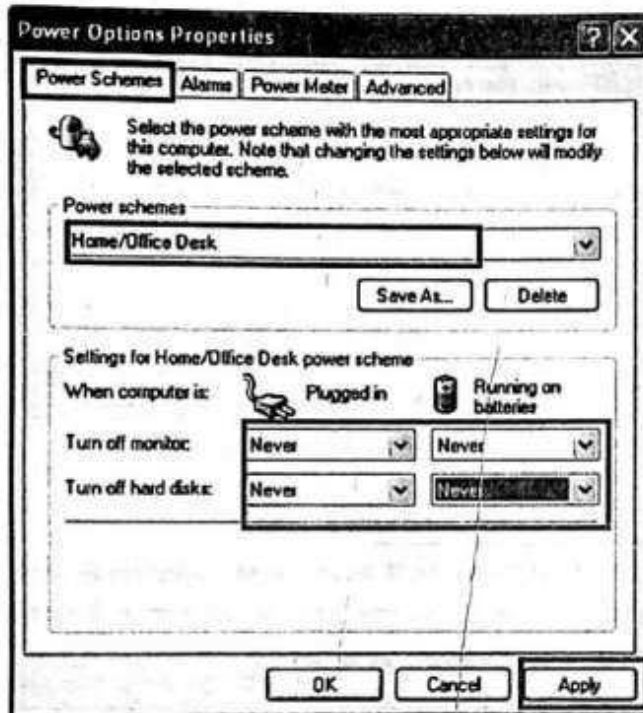 Power Options Properties
Power Schemes Alarms Power Meter Advanced
Select the power scheme with the most appropriate settings for
this computer. Note that changing the settings below will modify
the selected scheme.
Power schemes
Home/Office Desk
Save As... Delete
Settings for Home/Office Desk power scheme
When computer is: Plugged in Running on
batteries
Turn off monitor: Never Never
Turn off hard disks: Never Never
OK Cancel Apply